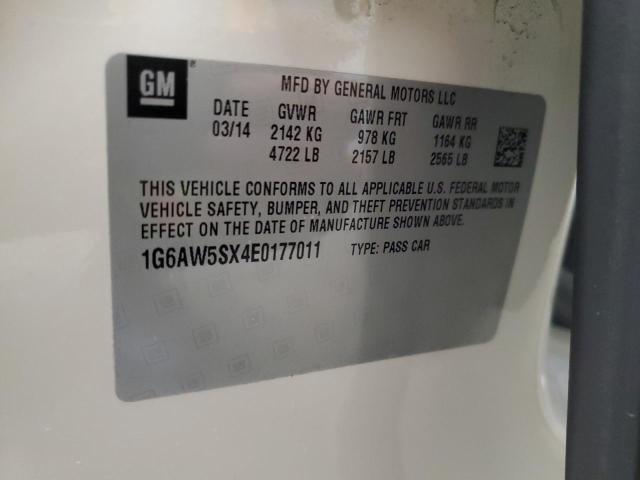 GM
MFD BY GENERAL MOTORS LLC
DATE GVWR GAWR FRT GAWR RR
03/14 2142 KG 978 KG 1164 KG
4722 LB 2157 LB 2565 LB
THIS VEHICLE CONFORMS TO ALL APPLICABLE U.S. FEDERAL MOTOR
VEHICLE SAFETY, BUMPER, AND THEFT PREVENTION STANDARDS IN
EFFECT ON THE DATE OF MANUFACTURE SHOWN ABOVE.
1G6AW5SX4E0177011 TYPE: PASS CAR